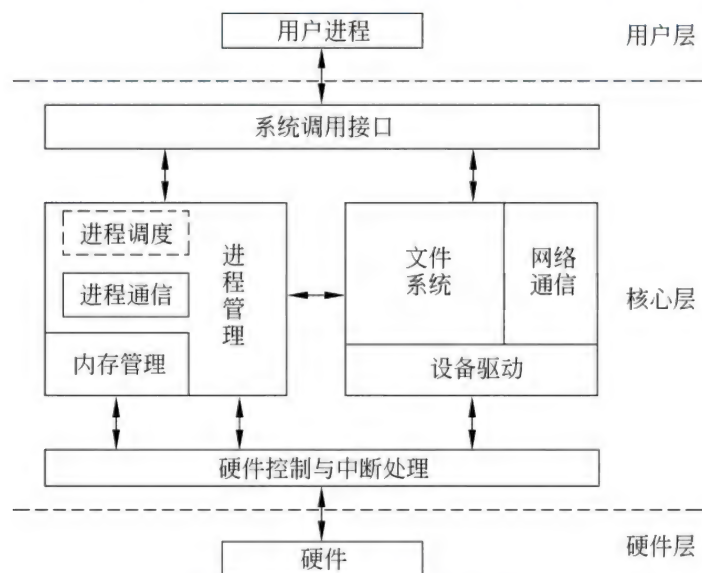 用户进程
用户层
系统调用接口
进程调度
进程通信
进程管理
内存管理
文件
系统
网络
通信
设备驱动
核心层
硬件控制与中断处理
硬件
硬件层